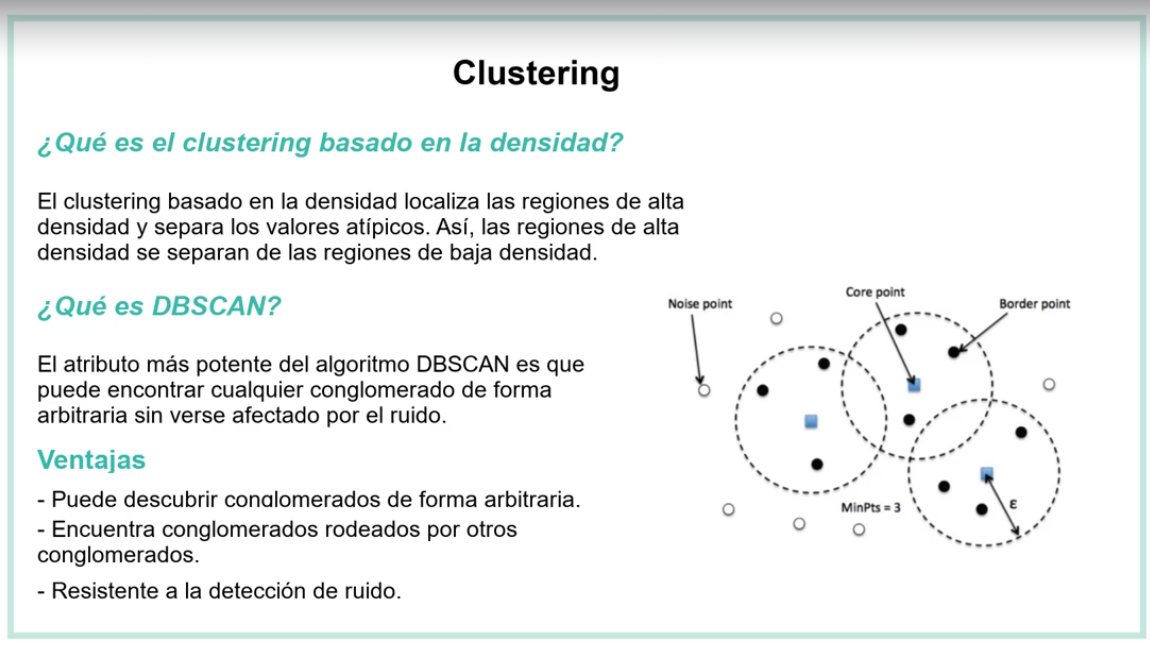 Clustering
¿Qué es el clustering basado en la densidad?
El clustering basado en la densidad localiza las regiones de alta
densidad y separa los valores atípicos. Así, las regiones de alta
densidad se separan de las regiones de baja densidad.
¿Qué es DBSCAN?
El atributo más potente del algoritmo DBSCAN es que
puede encontrar cualquier conglomerado de forma
arbitraria sin verse afectado por el ruido.
Ventajas
- Puede descubrir conglomerados de forma arbitraria.
- Encuentra conglomerados rodeados por otros
conglomerados.
- Resistente a la detección de ruido.
Noise point
Core point
Border point
MinPts = 3
ε